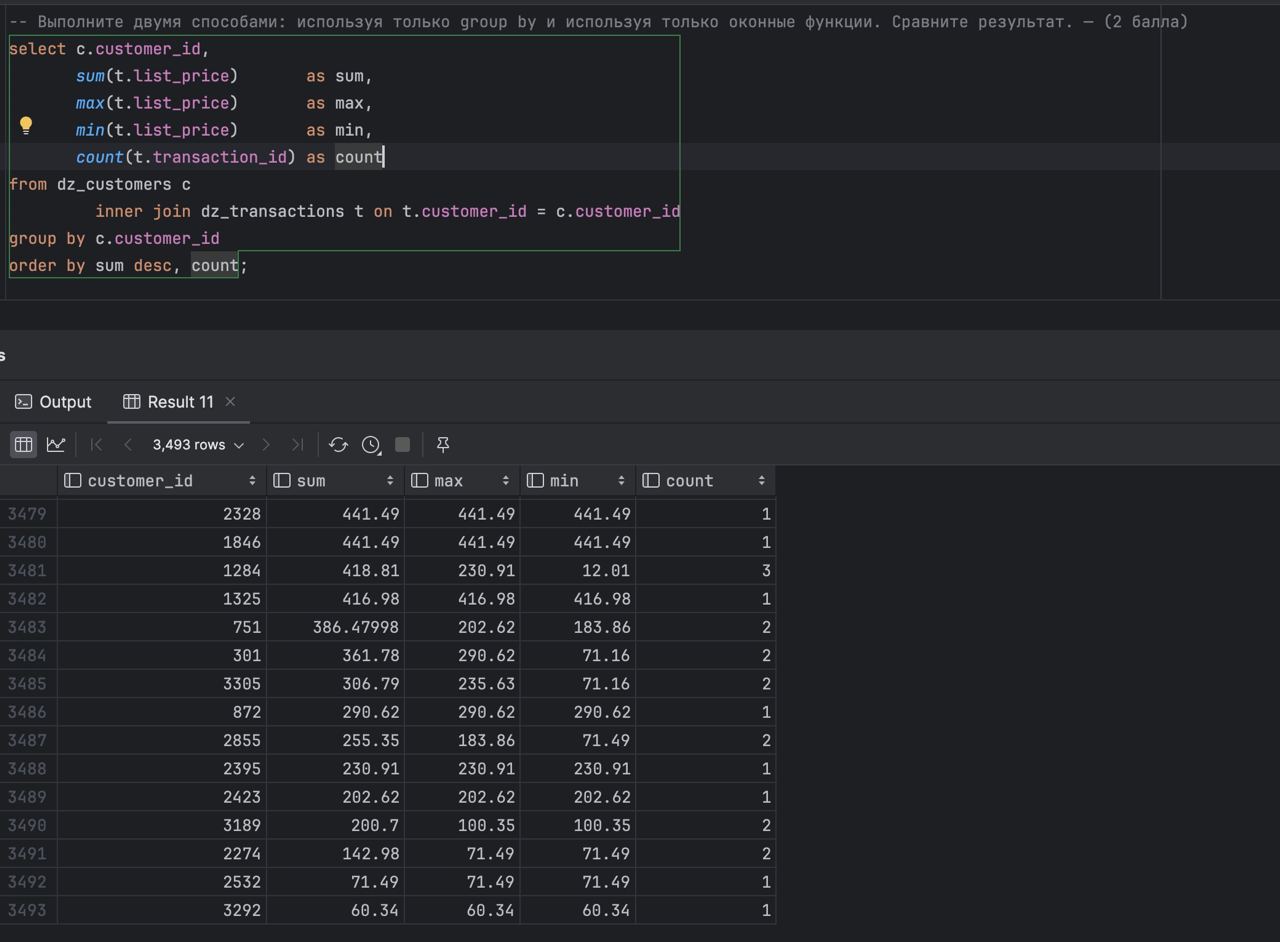 -- Выполните двумя способами: используя только group by и используя только оконные функции. Сравните результат. — (2 балла)
select c.customer_id,
sum(t.list_price) as sum,
max(t.list_price) as max,
min(t.list_price) as min,
count(t.transaction_id) as count
from dz_customers c
inner join dz_transactions t on t.customer_id = c.customer_id
group by c.customer_id
order by sum desc, count;
s
Output Result 11
3,493 rows
customer_id sum max min count
3479 2328 441.49 441.49 441.49 1
3480 1846 441.49 441.49 441.49 1
3481 1284 418.81 230.91 12.01 3
3482 1325 416.98 416.98 416.98 1
3483 751 386.47998 202.62 183.86 2
3484 301 361.78 290.62 71.16 2
3485 3305 306.79 235.63 71.16 2
3486 872 290.62 290.62 290.62 1
3487 2855 255.35 183.86 71.49 2
3488 2395 230.91 230.91 230.91 1
3489 2423 202.62 202.62 202.62 1
3490 3189 200.7 100.35 100.35 2
3491 2274 142.98 71.49 71.49 2
3492 2532 71.49 71.49 71.49 1
3493 3292 60.34 60.34 60.34 1